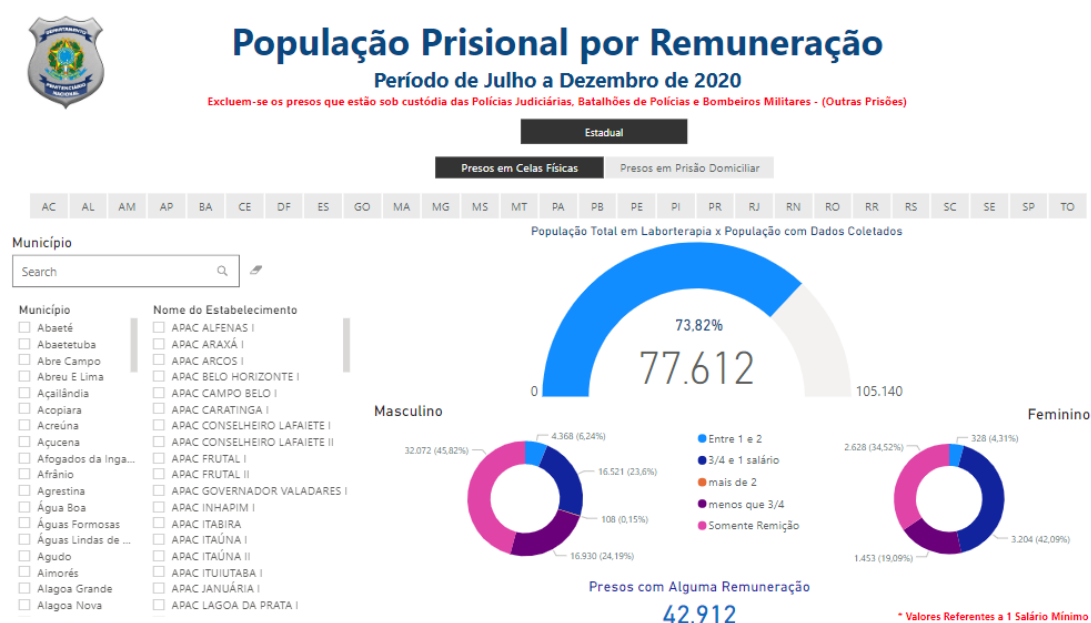 DEPARTAMENTO
PENITENCIÁRIO
NACIONAL
População Prisional por Remuneração
Período de Julho a Dezembro de 2020
Excluem-se os presos que estão sob custódia das Polícias Judiciárias, Batalhões de Polícias e Bombeiros Militares - (Outras Prisões)
Estadual
Presos em Celas Físicas Presos em Prisão Domiciliar
AC AL AM AP BA CE DF ES GO MA MG MS MT PA PB PE PI PR RJ RN RO RR RS SC SE SP TO
Município
Search
Município
Abaeté
Abaetetuba
Abre Campo
Abreu E Lima
Açailândia
Acopiara
Acreúna
Açucena
Afogados da Inga...
Afrânio
Agrestina
Água Boa
Águas Formosas
Águas Lindas de ...
Agudo
Aimorés
Alagoa Grande
Alagoa Nova
Nome do Estabelecimento
APAC ALFENAS I
APAC ARAXÁ I
APAC ARCOS I
APAC BELO HORIZONTE I
APAC CAMPO BELO I
APAC CARATINGA I
APAC CONSELHEIRO LAFAIETE I
APAC CONSELHEIRO LAFAIETE II
APAC FRUTAL I
APAC FRUTAL II
APAC GOVERNADOR VALADARES I
APAC INHAPIM I
APAC ITABIRA
APAC ITAÚNA I
APAC ITAÚNA II
APAC ITUIUTABA I
APAC JANUÁRIA I
APAC LAGOA DA PRATA I
População Total em Laborterapia x População com Dados Coletados
73,82%
77.612
0
105.140
Masculino
4.368 (6,24%)
32.072 (45,82%)
16.521 (23,6%)
108 (0,15%)
16.930 (24,19%)
Entre 1 e 2
3/4 e 1 salário
mais de 2
menos que 3/4
Somente Remição
Feminino
328 (4,31%)
2.628 (34,52%)
3.204 (42,09%)
1.453 (19,09%)
Presos com Alguma Remuneração
42.912
* Valores Referentes a 1 Salário Mínimo